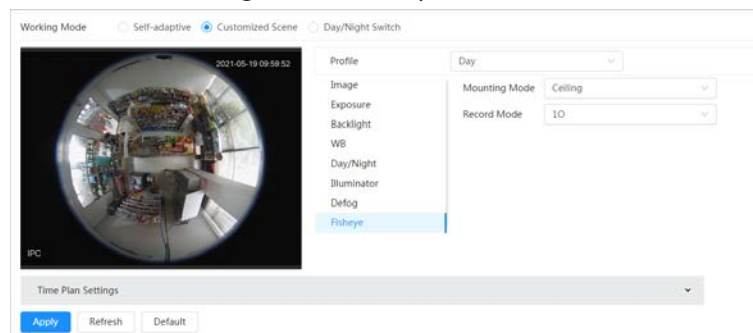 Working Mode Self-adaptive Customized Scene Day/Night Switch
2021-05-19 09:59:52
IPC
Profile Day
Image
Exposure
Backlight
WB
Day/Night
Illuminator
Defog
Fisheye
Mounting Mode Ceiling
Record Mode 1O
Time Plan Settings
Apply Refresh Default